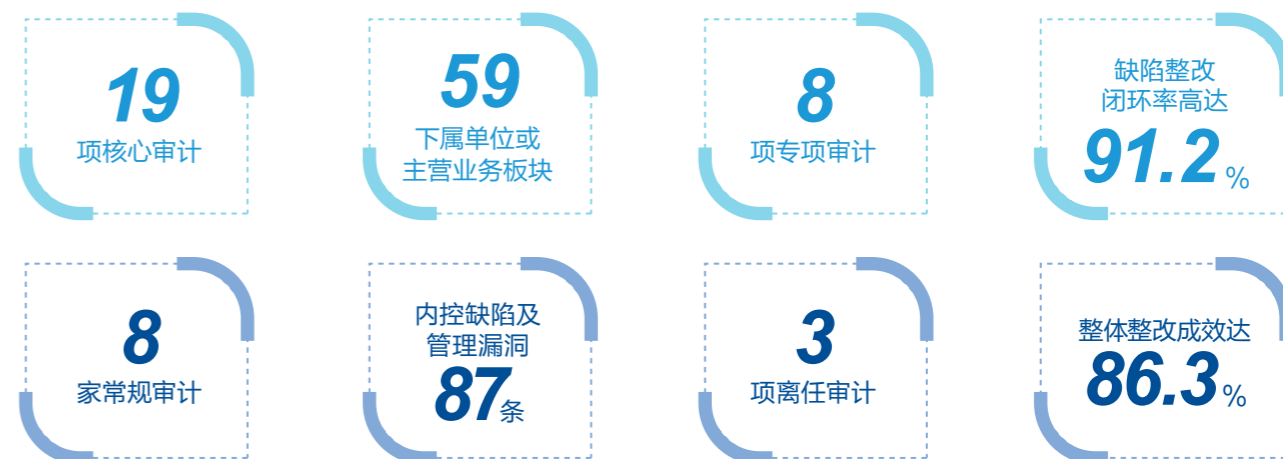 19
项核心审计
59
下属单位或
主营业务板块
8
项专项审计
缺陷整改
闭环率高达
91.2%
8
家常规审计
内控缺陷及
管理漏洞
87条
3
项离任审计
整体整改成效达
86.3%